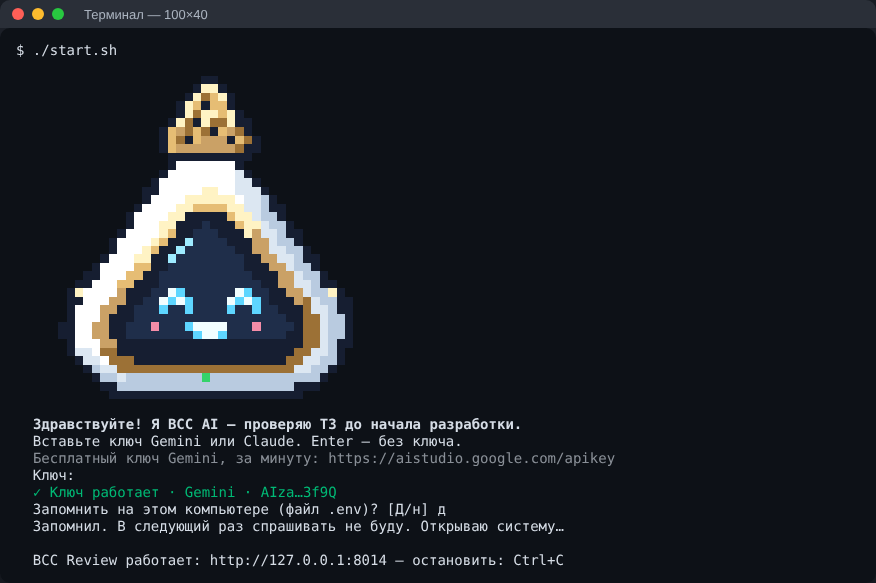 Терминал — 100×40
$ ./start.sh
Здравствуйте! Я BCC AI — проверяю ТЗ до начала разработки.
Вставьте ключ Gemini или Claude. Enter — без ключа.
Бесплатный ключ Gemini, за минуту: https://aistudio.google.com/apikey
Ключ:
✓ Ключ работает · Gemini · AIza…3f9Q
Запомнить на этом компьютере (файл .env)? [Д/н] д
Запомнил. В следующий раз спрашивать не буду. Открываю систему…
BCC Review работает: http://127.0.0.1:8014 — остановить: Ctrl+C